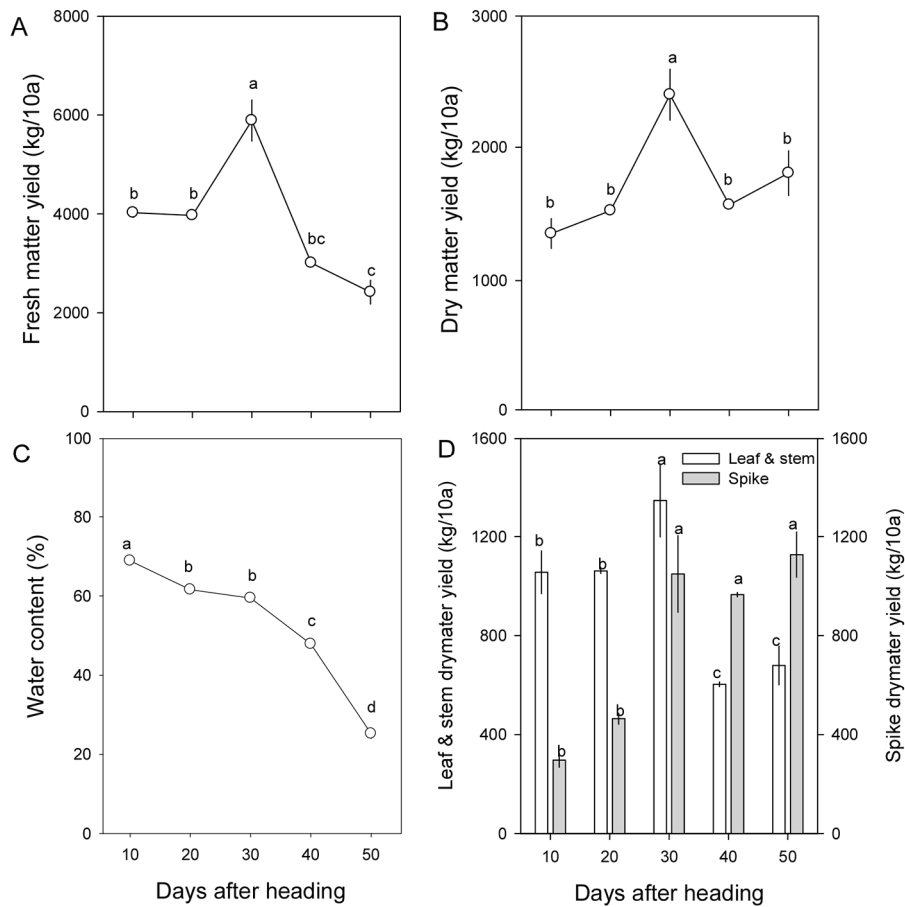 A
Fresh matter yield (kg/10a)
8000
6000
4000
2000
0
b
b
a
bc
c
B
Dry matter yield (kg/10a)
3000
2000
1000
0
b
b
a
b
b
C
Water content (%)
100
80
60
40
20
0
a
b
b
c
d
10 20 30 40 50
Days after heading
D
Leaf & stem drymater yield (kg/10a)
1600
1200
800
400
0
Leaf & stem
Spike
b
b
b
b
a
a
c
a
c
a
1600
1200
800
400
0
Spike drymater yield (kg/10a)
10 20 30 40 50
Days after heading